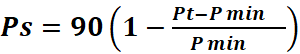 Ps = 90 (1 − (Pt−P min)/(P min))